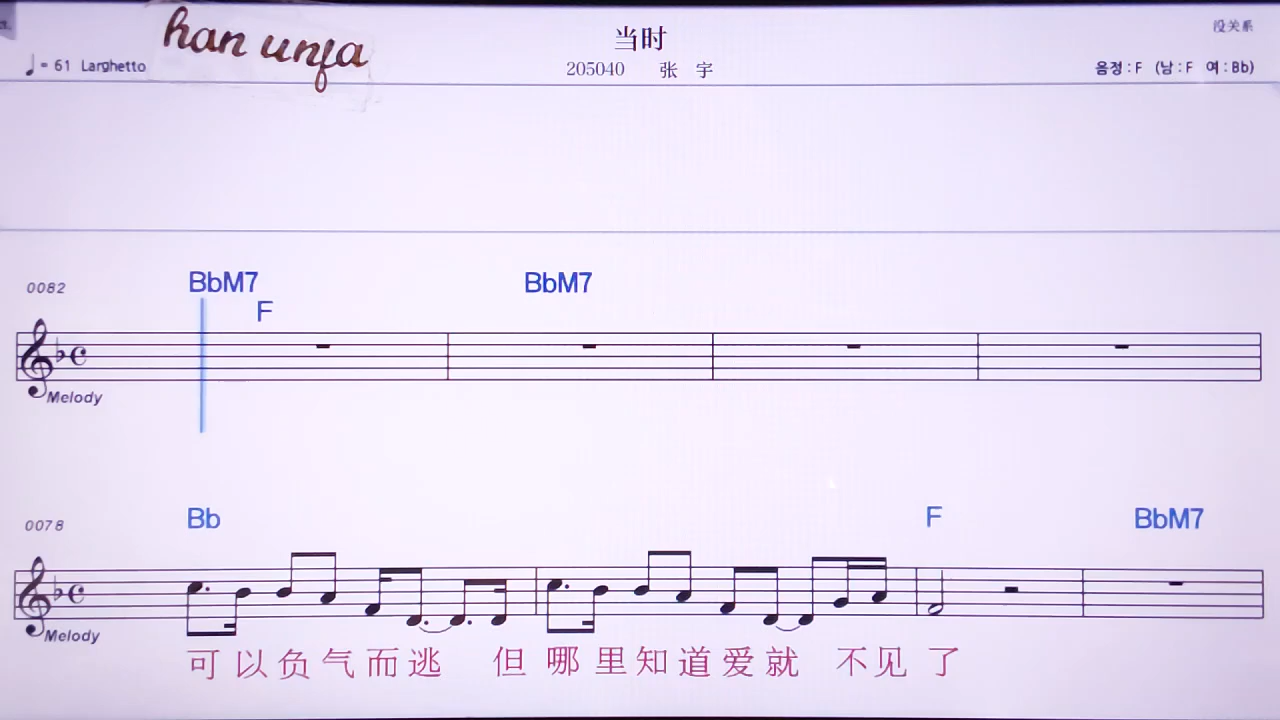 han unfa
当时
没关系
♩= 61 Larghetto
205040 张 宇
음정 : F (남 : F 여 : Bb)
0082
BbM7 BbM7
F
Melody
0078
Bb F BbM7
Melody
可以负气而逃 但哪里知道爱就 不见了